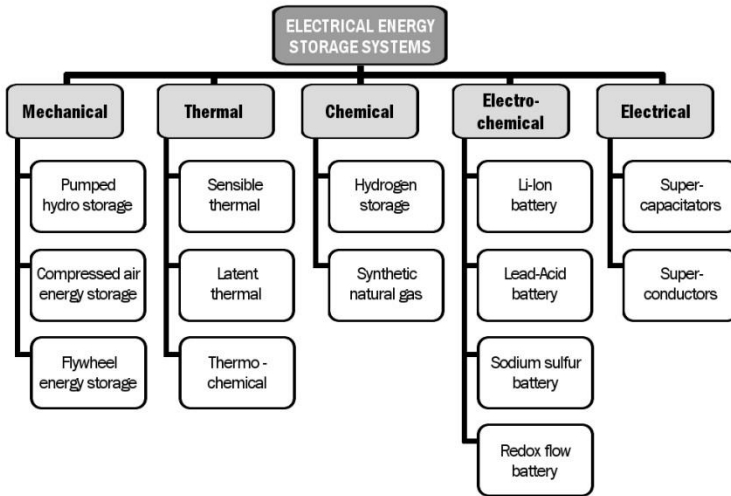 ELECTRICAL ENERGY
STORAGE SYSTEMS
Mechanical
Thermal
Chemical
Electro-
chemical
Electrical
Pumped
hydro storage
Compressed air
energy storage
Flywheel
energy storage
Sensible
thermal
Latent
thermal
Thermo -
chemical
Hydrogen
storage
Synthetic
natural gas
Li-Ion
battery
Lead-Acid
battery
Sodium sulfur
battery
Redox flow
battery
Super-
capacitators
Super-
conductors